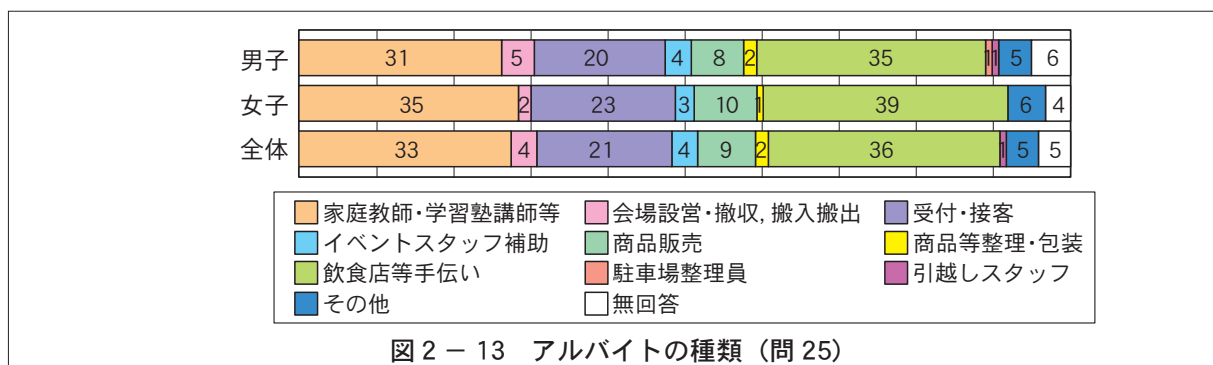 男子 31 5 20 4 8 2 35 1 1 5 6
女子 35 2 23 3 10 1 39 6 4
全体 33 4 21 4 9 2 36 1 5 5
家庭教師・学習塾講師等 会場設営・撤収, 搬入搬出 受付・接客
イベントスタッフ補助 商品販売 商品等整理・包装
飲食店等手伝い 駐車場整理員 引越しスタッフ
その他 無回答
図2－13 アルバイトの種類（問25）